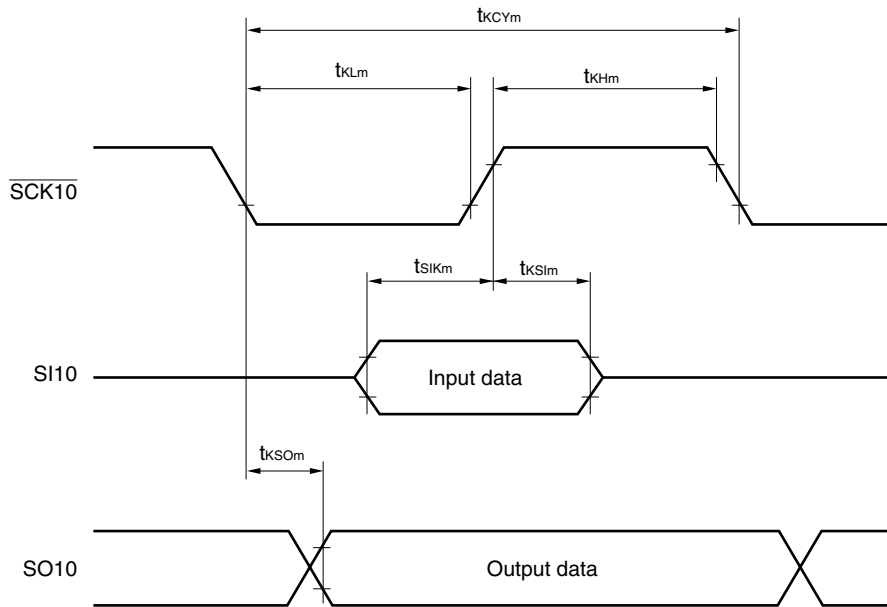 tKCYm
tKLm
tKHm
SCK10
tSIKm
tKSIm
SI10
Input data
tKSOm
SO10
Output data